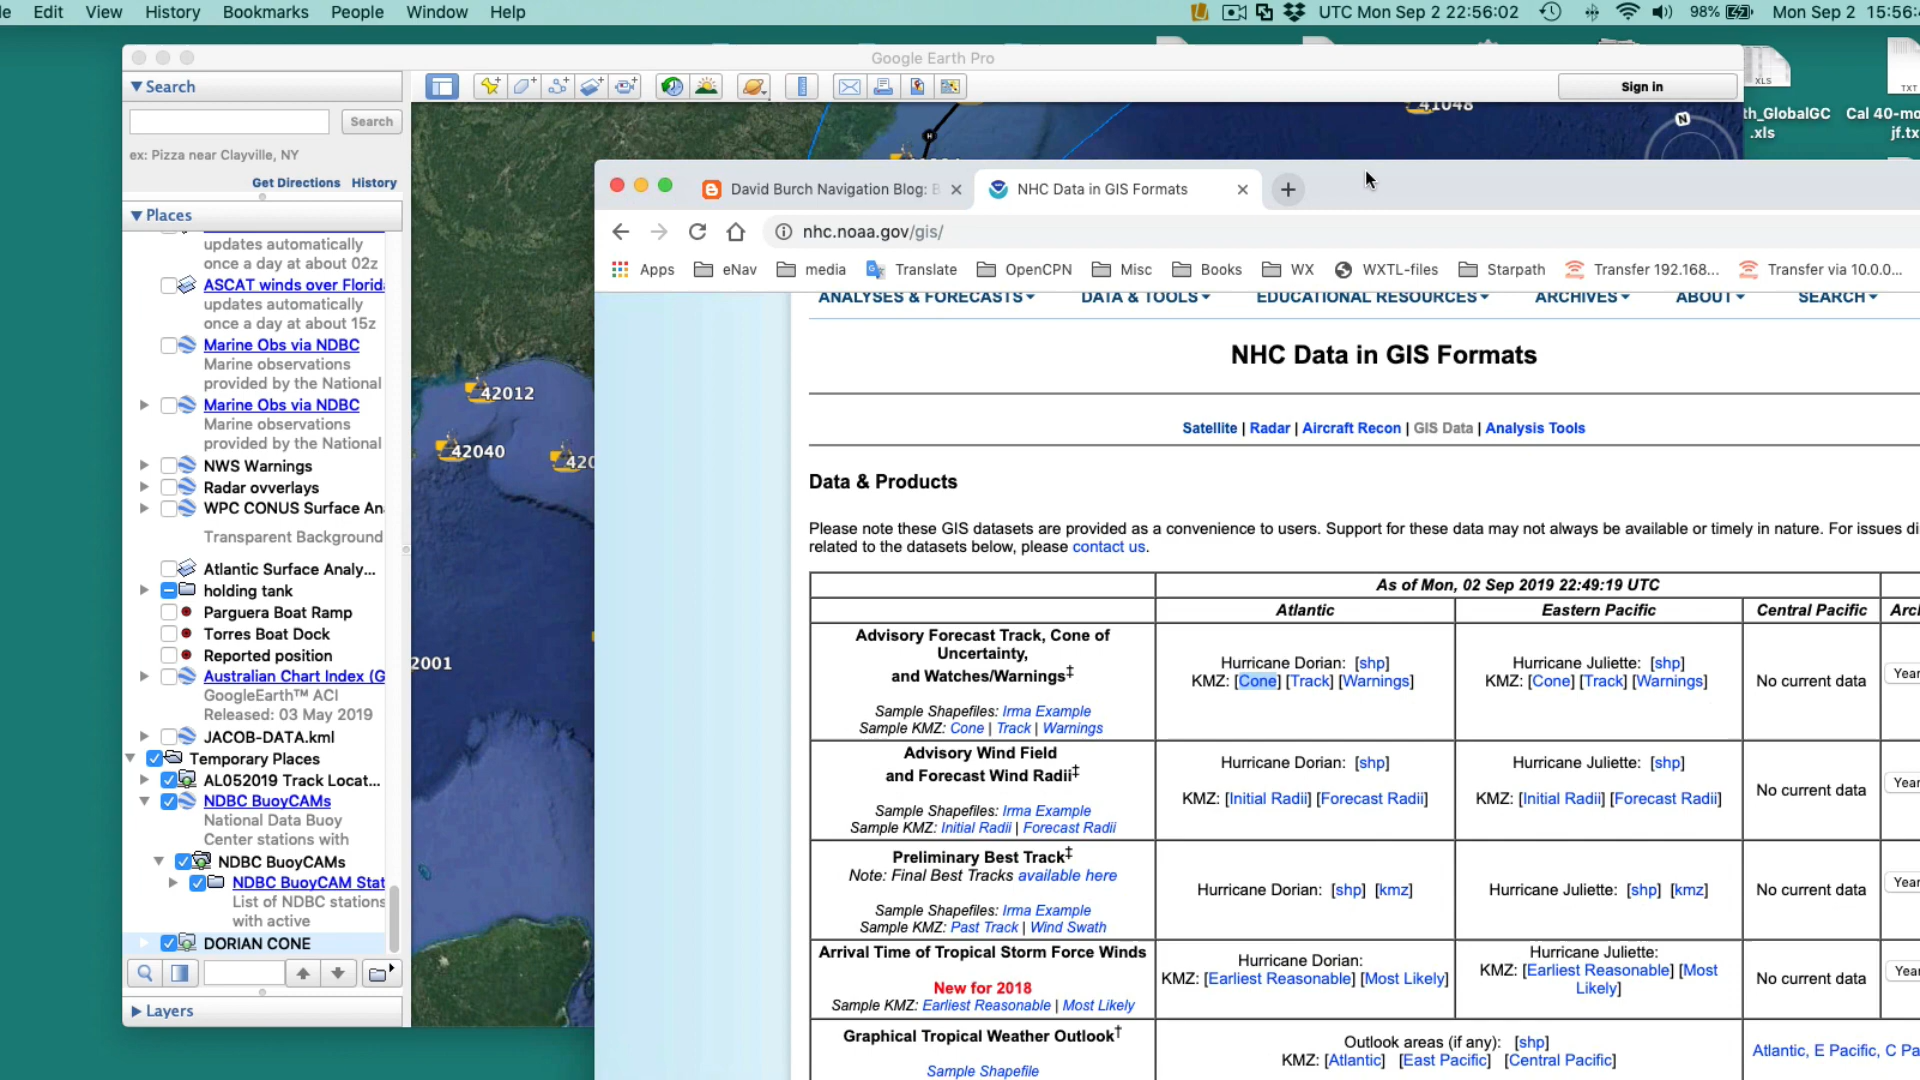 Edit View History Bookmarks People Window Help
UTC Mon Sep 2 22:56:02 98% Mon Sep 2 15:56:
Google Earth Pro
Search
Search
ex: Pizza near Clayville, NY
Get Directions History
Places
updates automatically
once a day at about 02z
ASCAT winds over Florid
updates automatically
once a day at about 15z
Marine Obs via NDBC
Marine observations
provided by the National
Marine Obs via NDBC
Marine observations
provided by the National
NWS Warnings
Radar ovverlays
WPC CONUS Surface An
Transparent Background
Atlantic Surface Analy...
holding tank
Parguera Boat Ramp
Torres Boat Dock
Reported position
Australian Chart Index (G
GoogleEarth™ ACI
Released: 03 May 2019
JACOB-DATA.kml
Temporary Places
AL052019 Track Locat...
NDBC BuoyCAMs
National Data Buoy
Center stations with
NDBC BuoyCAMs
NDBC BuoyCAM Stat
List of NDBC stations
with active
DORIAN CONE
Layers
Sign in
41048
N
H
42012
42040
420
2001
XLS
TXT
th_GlobalGC
.xls
Cal 40-mo
jf.tx
David Burch Navigation Blog: B
NHC Data in GIS Formats
nhc.noaa.gov/gis/
Apps eNav media Translate OpenCPN Misc Books WX WXTL-files Starpath Transfer 192.168... Transfer via 10.0.0...
ANALYSES & FORECASTS DATA & TOOLS EDUCATIONAL RESOURCES ARCHIVES ABOUT SEARCH
NHC Data in GIS Formats
Satellite | Radar | Aircraft Recon | GIS Data | Analysis Tools
Data & Products
Please note these GIS datasets are provided as a convenience to users. Support for these data may not always be available or timely in nature. For issues di
related to the datasets below, please contact us.
As of Mon, 02 Sep 2019 22:49:19 UTC
Atlantic Eastern Pacific Central Pacific Arc
Advisory Forecast Track, Cone of
Uncertainty,
and Watches/Warnings‡
Sample Shapefiles: Irma Example
Sample KMZ: Cone | Track | Warnings
Hurricane Dorian: [shp]
KMZ: [Cone] [Track] [Warnings]
Hurricane Juliette: [shp]
KMZ: [Cone] [Track] [Warnings]
No current data
Year
Advisory Wind Field
and Forecast Wind Radii‡
Sample Shapefiles: Irma Example
Sample KMZ: Initial Radii | Forecast Radii
Hurricane Dorian: [shp]
KMZ: [Initial Radii] [Forecast Radii]
Hurricane Juliette: [shp]
KMZ: [Initial Radii] [Forecast Radii]
No current data
Year
Preliminary Best Track‡
Note: Final Best Tracks available here
Sample Shapefiles: Irma Example
Sample KMZ: Past Track | Wind Swath
Hurricane Dorian: [shp] [kmz]
Hurricane Juliette: [shp] [kmz]
No current data
Year
Arrival Time of Tropical Storm Force Winds
New for 2018
Sample KMZ: Earliest Reasonable | Most Likely
Hurricane Dorian:
KMZ: [Earliest Reasonable] [Most Likely]
Hurricane Juliette:
KMZ: [Earliest Reasonable] [Most
Likely]
No current data
Year
Graphical Tropical Weather Outlook†
Sample Shapefile
Outlook areas (if any): [shp]
KMZ: [Atlantic] [East Pacific] [Central Pacific]
Atlantic, E Pacific, C Pa